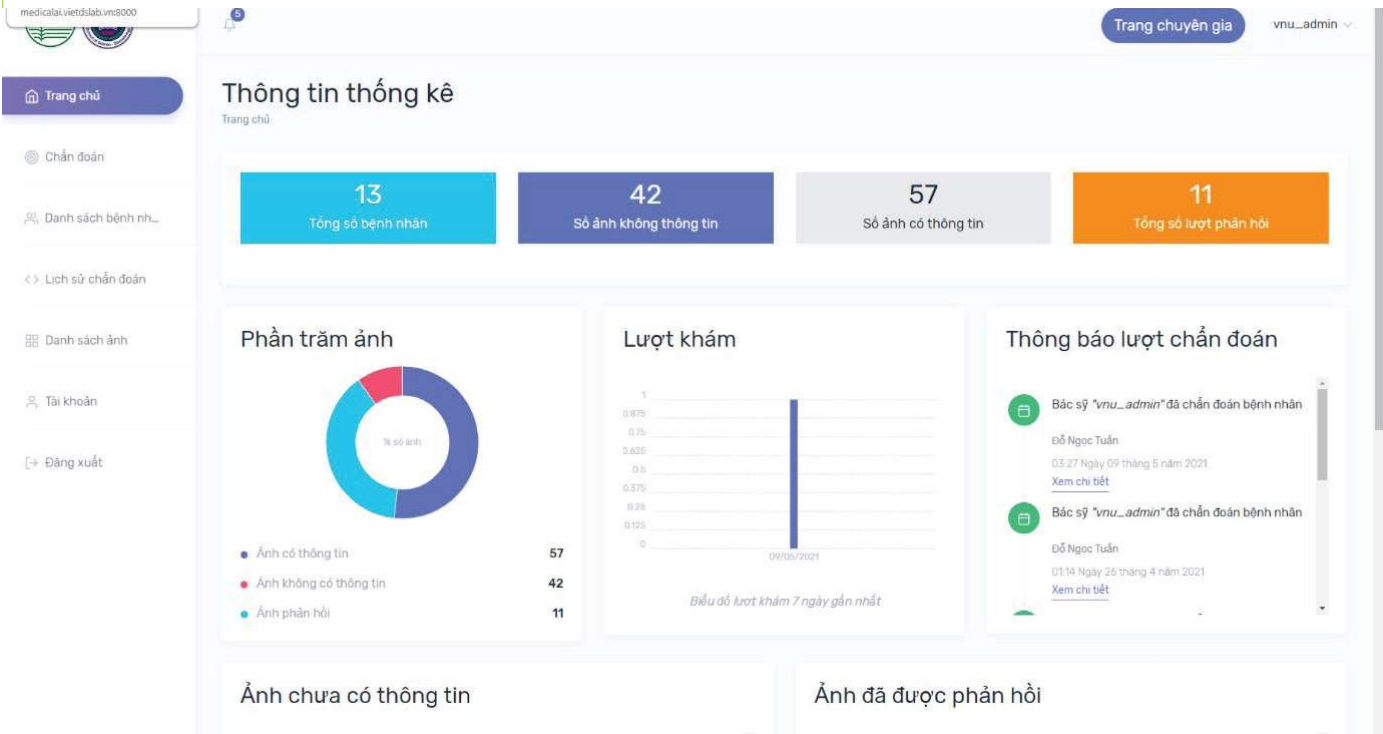 medicalai.vietdslab.vn:8000
5
Trang chuyên gia
vnu_admin
Trang chủ
Chẩn đoán
Danh sách bệnh nh...
Lịch sử chẩn đoán
Danh sách ảnh
Tài khoản
Đăng xuất
Thông tin thống kê
Trang chủ
13
Tổng số bệnh nhân
42
Số ảnh không thông tin
57
Số ảnh có thông tin
11
Tổng số lượt phản hồi
Phần trăm ảnh
% số ảnh
Ảnh có thông tin 57
Ảnh không có thông tin 42
Ảnh phản hồi 11
Lượt khám
1
0.875
0.75
0.625
0.5
0.375
0.25
0.125
0
09/05/2021
Biểu đồ lượt khám 7 ngày gần nhất
Thông báo lượt chẩn đoán
Bác sỹ "vnu_admin" đã chẩn đoán bệnh nhân
Đỗ Ngọc Tuấn
03:27 Ngày 09 tháng 5 năm 2021
Xem chi tiết
Bác sỹ "vnu_admin" đã chẩn đoán bệnh nhân
Đỗ Ngọc Tuấn
01:14 Ngày 26 tháng 4 năm 2021
Xem chi tiết
Ảnh chưa có thông tin
Ảnh đã được phản hồi